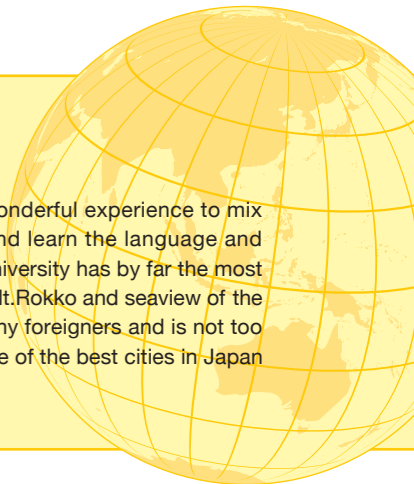 onderful experience to mix
nd learn the language and
niversity has by far the most
t.Rokko and seaview of the
ny foreigners and is not too
e of the best cities in Japan